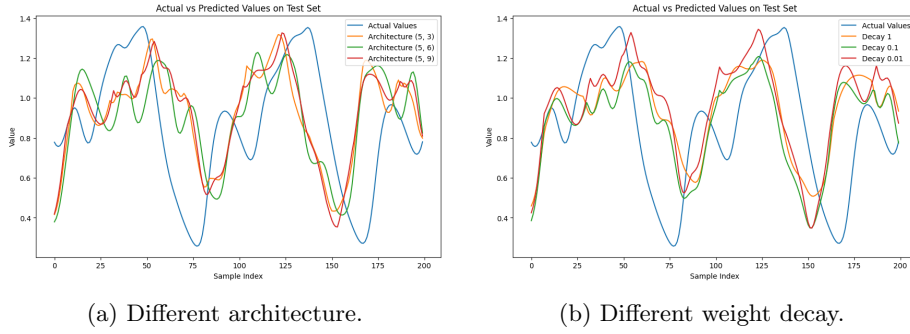 Actual vs Predicted Values on Test Set
1.4
1.2
1.0
0.8
0.6
0.4
Value
0
25
50
75
100
125
150
175
200
Sample Index
Actual Values
Architecture (5, 3)
Architecture (5, 6)
Architecture (5, 9)
(a) Different architecture.
Actual vs Predicted Values on Test Set
1.4
1.2
1.0
0.8
0.6
0.4
Value
0
25
50
75
100
125
150
175
200
Sample Index
Actual Values
Decay 1
Decay 0.1
Decay 0.01
(b) Different weight decay.